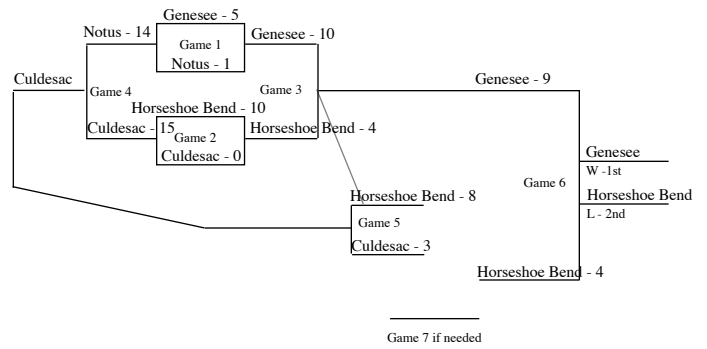 Genesee - 5
Notus - 14
Genesee - 10
Game 1
Notus - 1
Culdesac
Genesee - 9
Game 4
Game 3
Horseshoe Bend - 10
Culdesac - 15
Horseshoe Bend - 4
Game 2
Culdesac - 0
Genesee
W -1st
Game 6
Horseshoe Bend - 8
Horseshoe Bend
L - 2nd
Game 5
Culdesac - 3
Horseshoe Bend - 4
Game 7 if needed